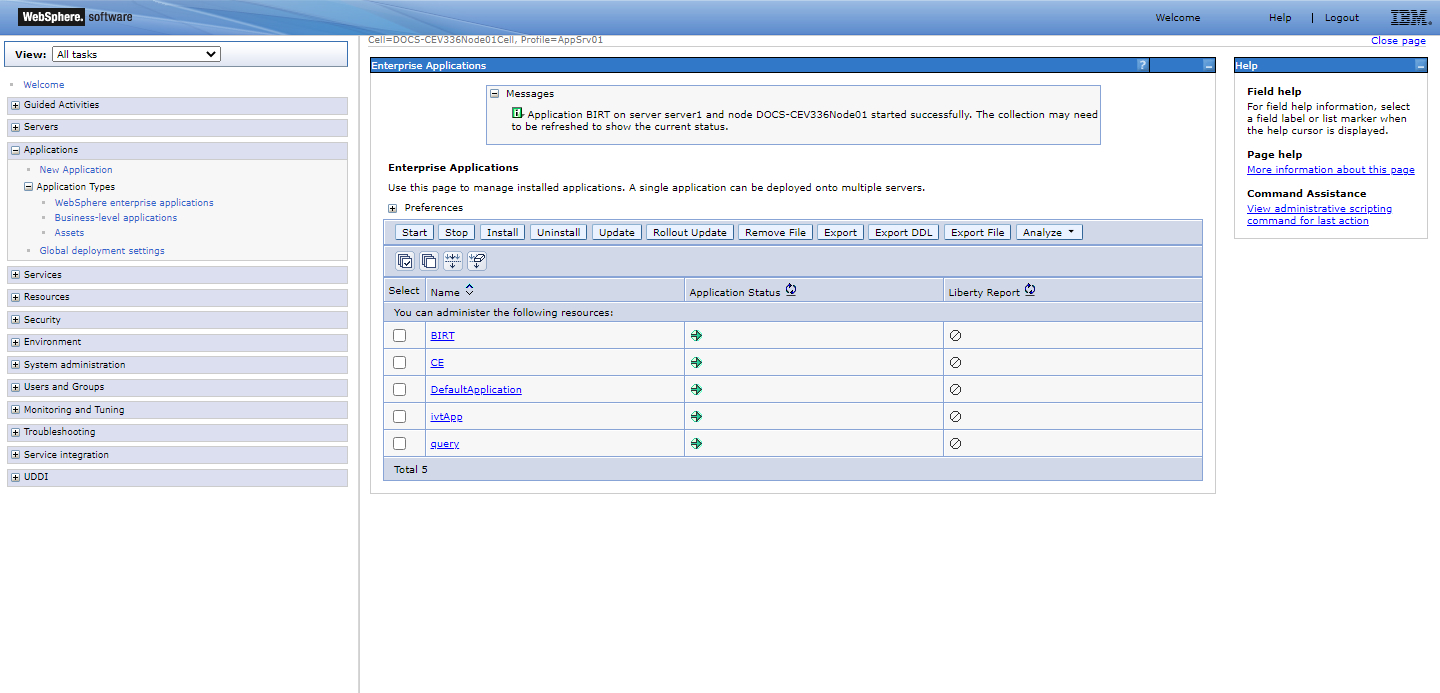 WebSphere. software
Welcome Help | Logout IBM.
View: All tasks
Cell=DOCS-CEV336Node01Cell, Profile=AppSrv01
Close page
Welcome
Guided Activities
Servers
Applications
New Application
Application Types
WebSphere enterprise applications
Business-level applications
Assets
Global deployment settings
Services
Resources
Security
Environment
System administration
Users and Groups
Monitoring and Tuning
Troubleshooting
Service integration
UDDI
Enterprise Applications
Messages
Application BIRT on server server1 and node DOCS-CEV336Node01 started successfully. The collection may need
to be refreshed to show the current status.
Enterprise Applications
Use this page to manage installed applications. A single application can be deployed onto multiple servers.
Preferences
Start Stop Install Uninstall Update Rollout Update Remove File Export Export DDL Export File Analyze
Select Name Application Status Liberty Report
You can administer the following resources:
BIRT
CE
DefaultApplication
ivtApp
query
Total 5
Help
Field help
For field help information, select
a field label or list marker when
the help cursor is displayed.
Page help
More information about this page
Command Assistance
View administrative scripting
command for last action